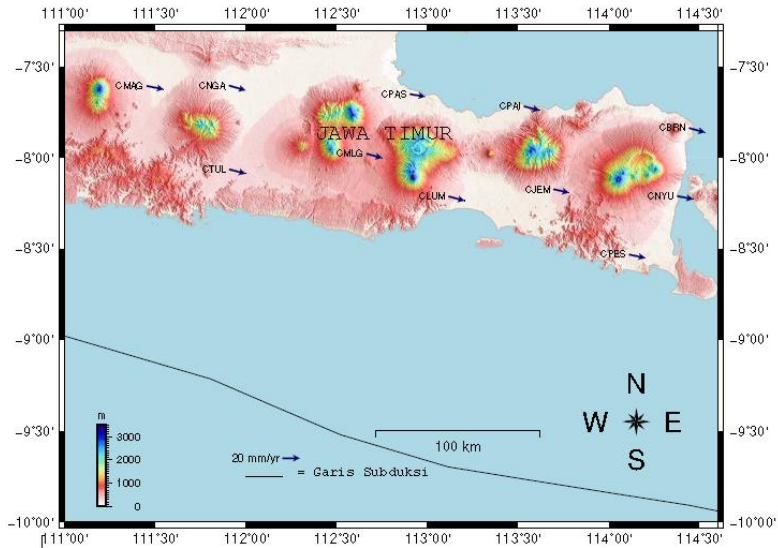 111°00' 111°30' 112°00' 112°30' 113°00' 113°30' 114°00' 114°30'
-7°30' -7°30'
CMAG CNGA CPAS CPAI
CBRN
JAWA TIMUR
-8°00' -8°00'
CTUL CMLG
CLUM CJEM CNYU
-8°30' -8°30'
CPES
-9°00' -9°00'
N
W E
S
m
3000
2000
1000
0
-9°30' -9°30'
100 km
20 mm/yr
= Garis Subduksi
-10°00' -10°00'
111°00' 111°30' 112°00' 112°30' 113°00' 113°30' 114°00' 114°30'